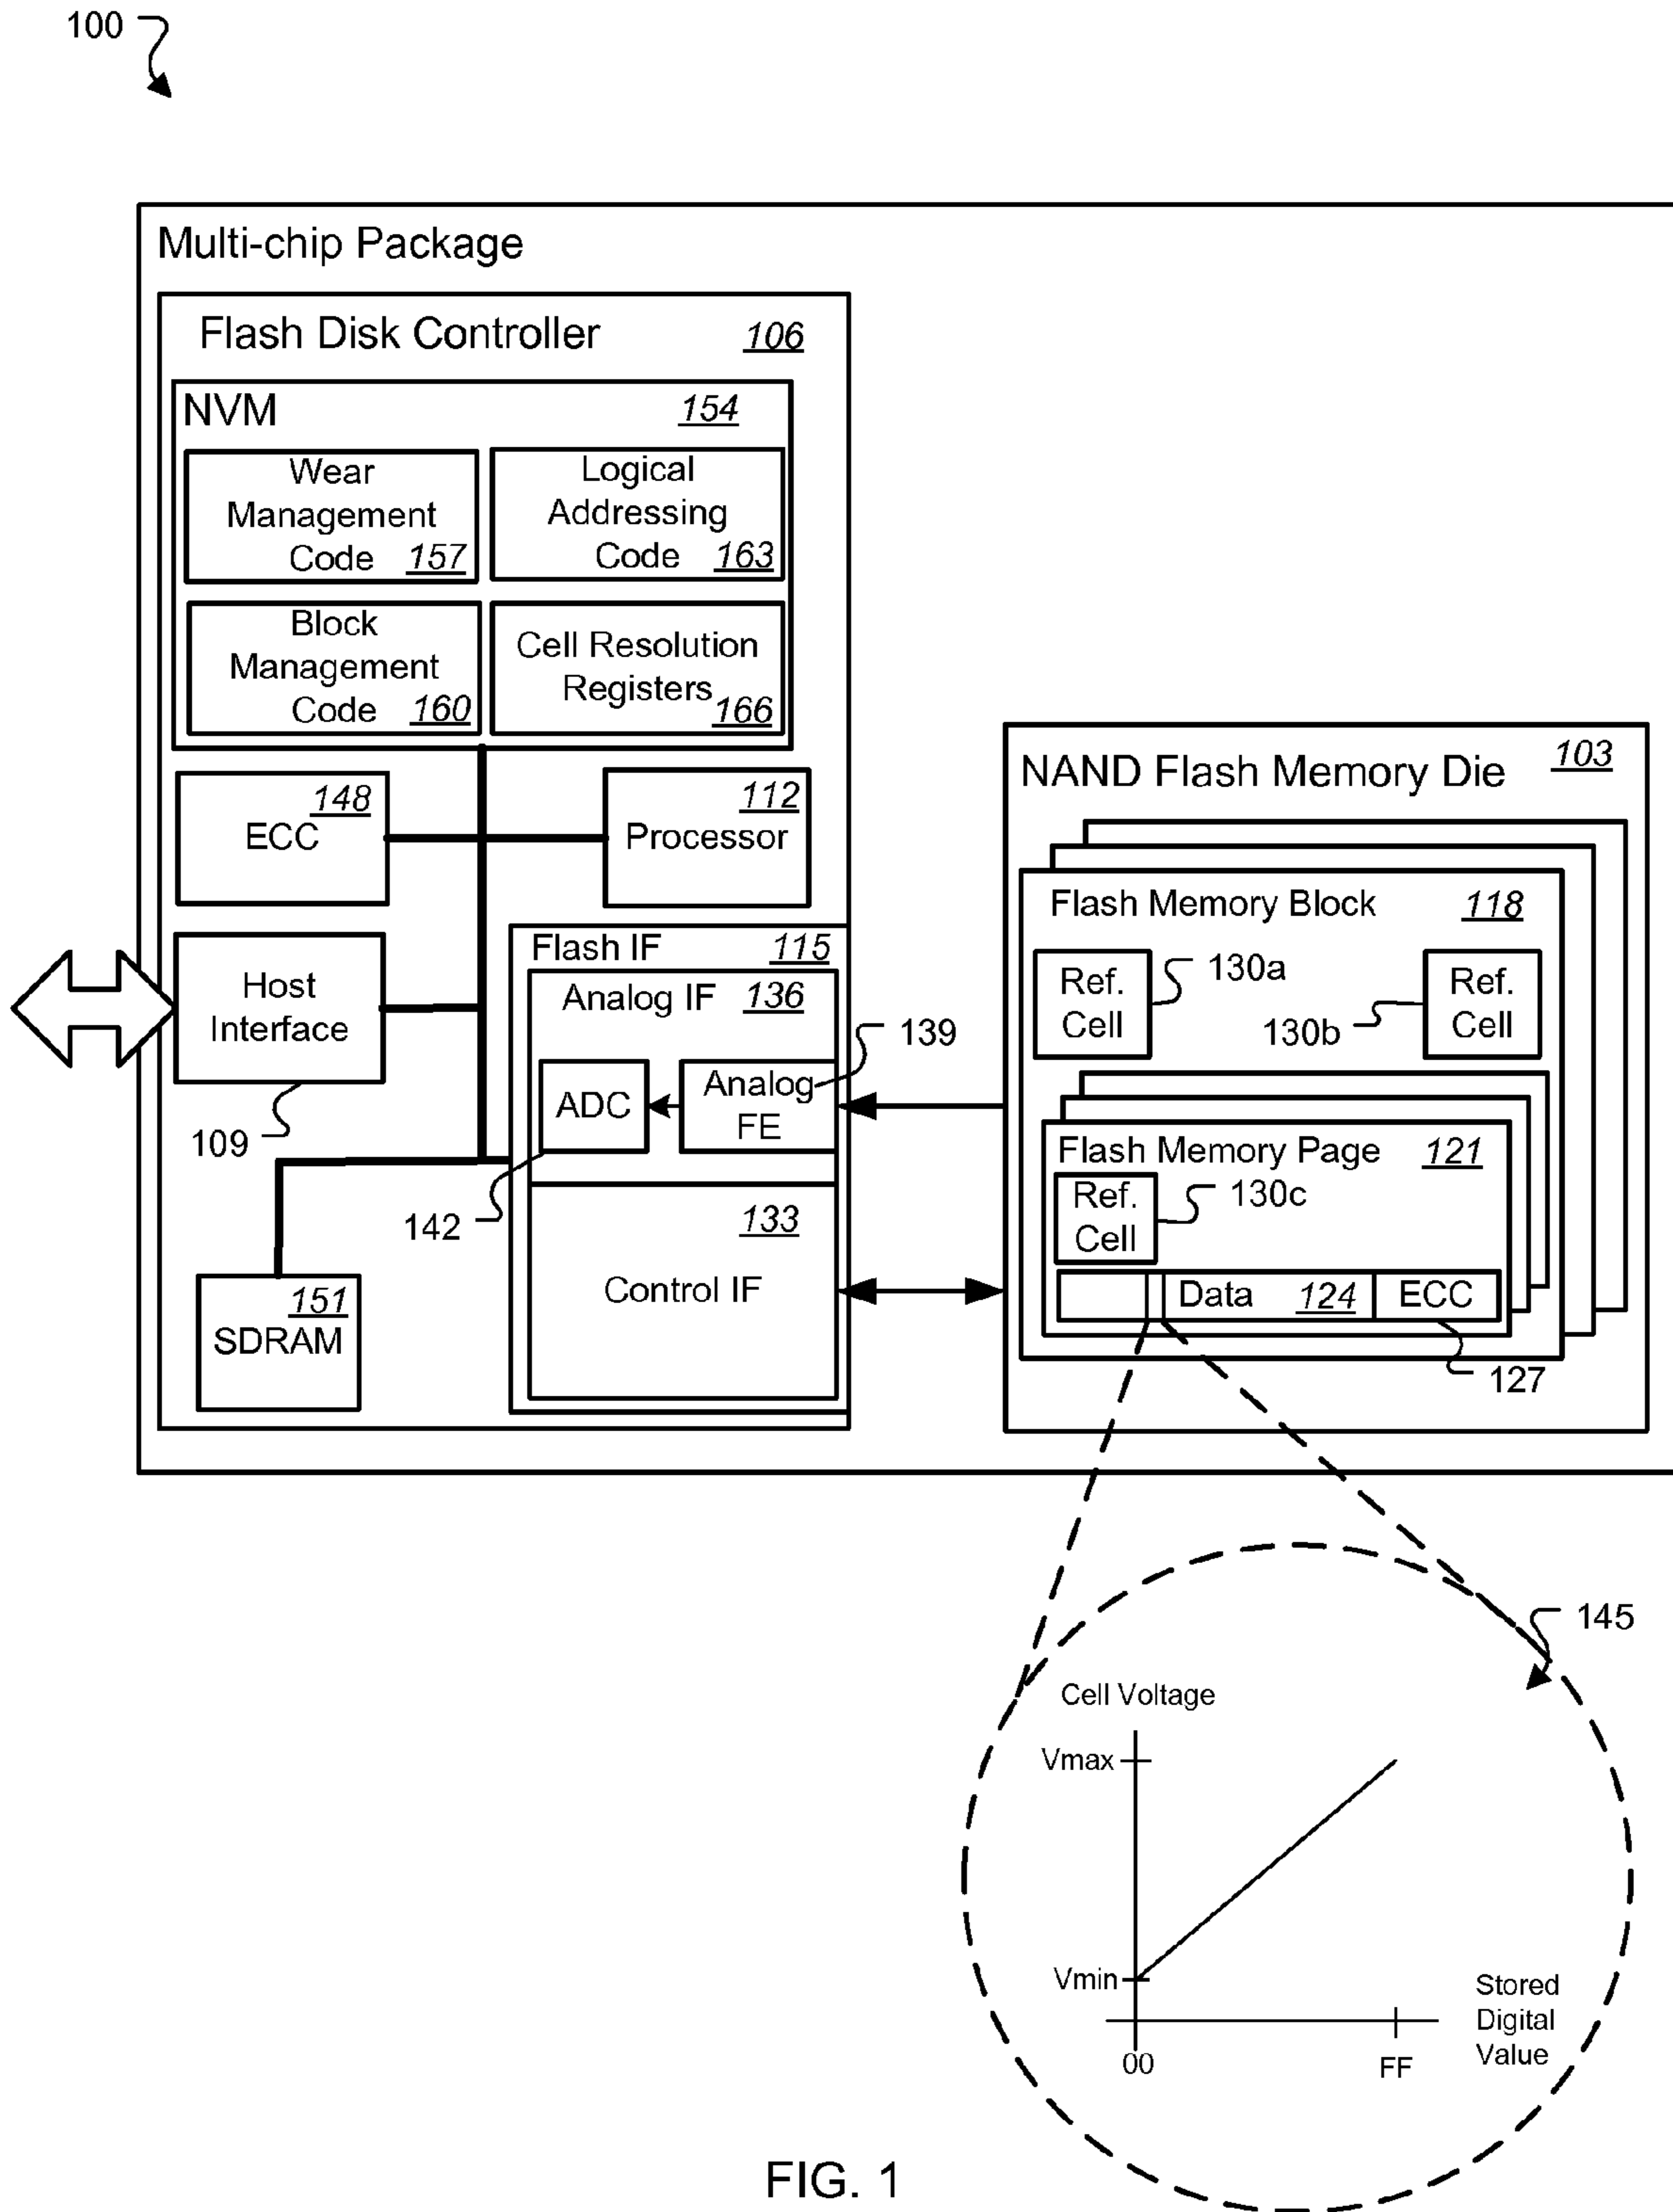 100
Multi-chip Package
Flash Disk Controller 106
NVM 154
Wear
Management
Code 157
Logical
Addressing
Code 163
Block
Management
Code 160
Cell Resolution
Registers 166
148
ECC
112
Processor
Host
Interface
109
Flash IF 115
Analog IF 136
139
ADC
Analog
FE
142
133
Control IF
151
SDRAM
NAND Flash Memory Die 103
Flash Memory Block 118
Ref.
Cell
130a
130b
Ref.
Cell
Flash Memory Page 121
Ref.
Cell
130c
Data 124 ECC
127
145
Cell Voltage
Vmax
Vmin
00
FF
Stored
Digital
Value
FIG. 1